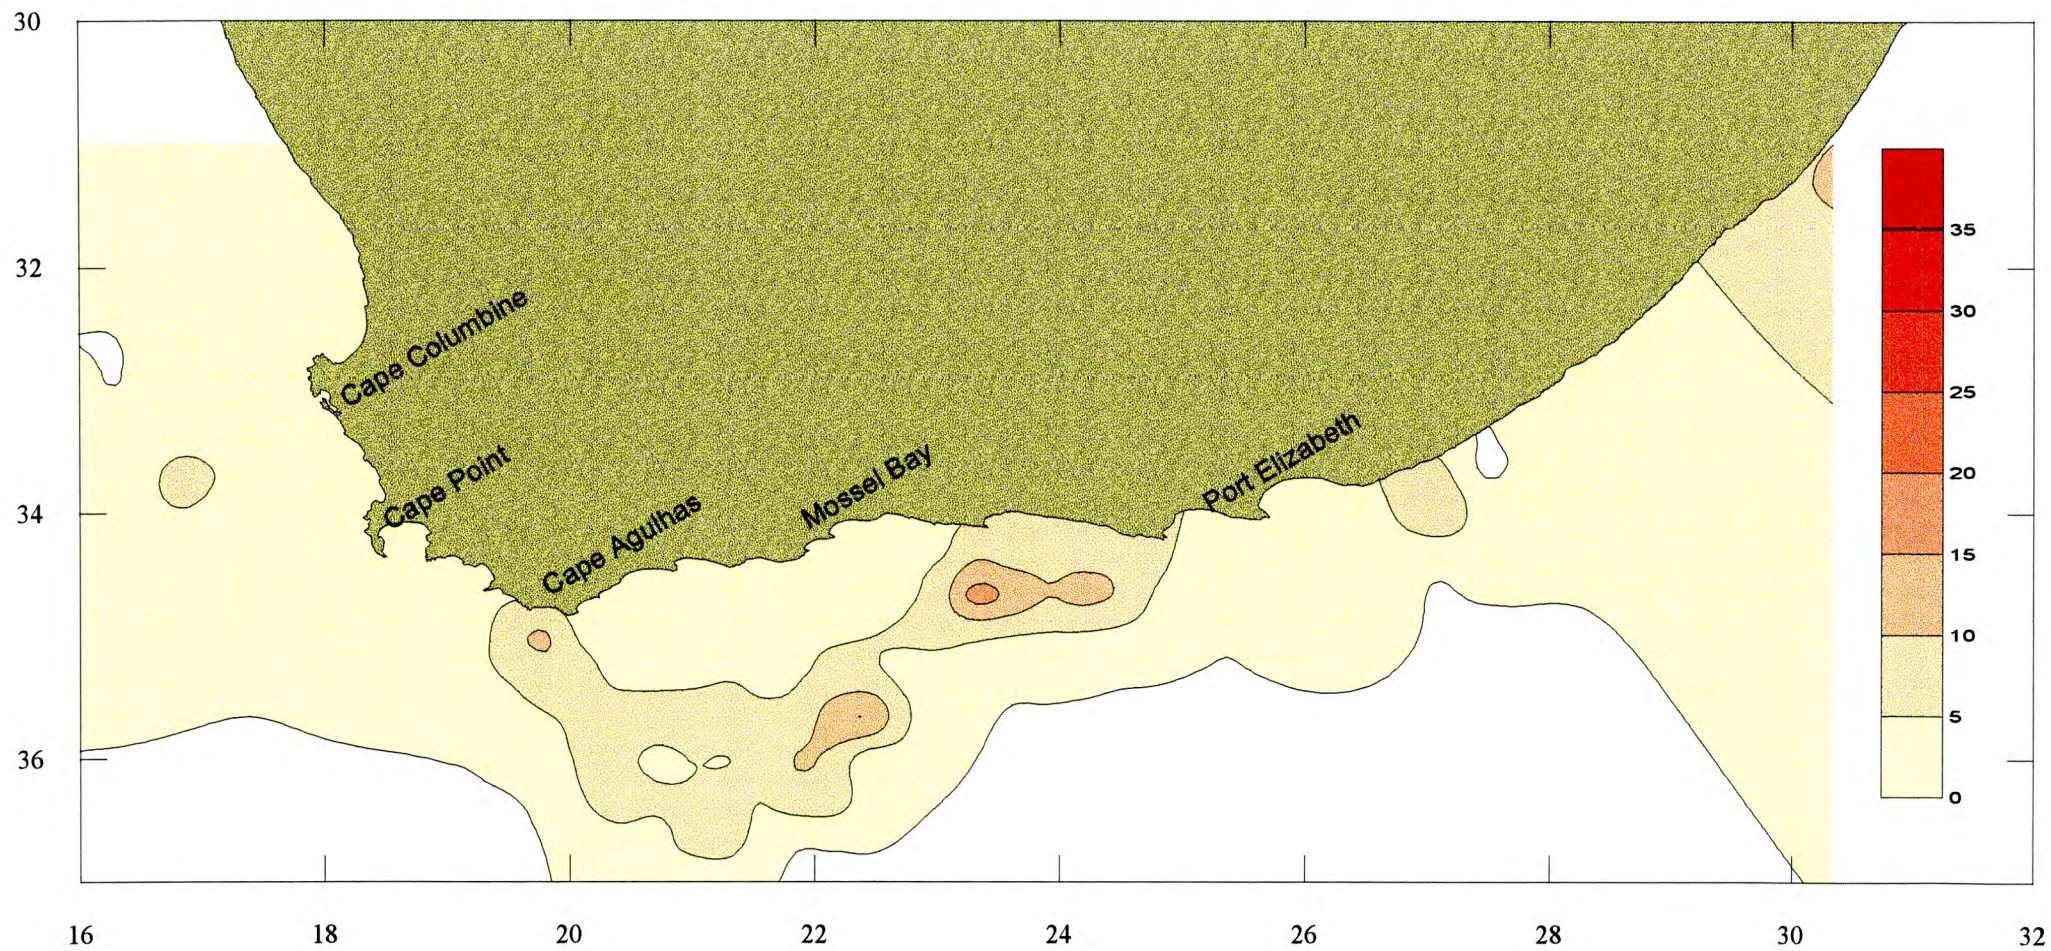 30
32
34
36
Cape Columbine
Cape Point
Cape Agulhas
Mossel Bay
Port Elizabeth
35
30
25
20
15
10
5
0
16 18 20 22 24 26 28 30 32